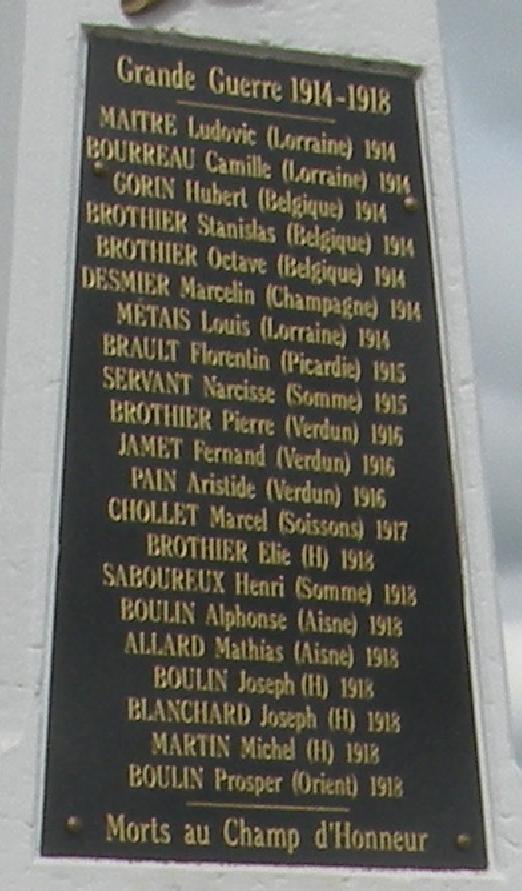 Grande Guerre 1914-1918
MAITRE Ludovic (Lorraine) 1914
BOURREAU Camille (Lorraine) 1914
GORIN Hubert (Belgique) 1914
BROTHIER Stanislas (Belgique) 1914
BROTHIER Octave (Belgique) 1914
DESMIER Marcelin (Champagne) 1914
MÉTAIS Louis (Lorraine) 1914
BRAULT Florentin (Picardie) 1915
SERVANT Narcisse (Somme) 1915
BROTHIER Pierre (Verdun) 1916
JAMET Fernand (Verdun) 1916
PAIN Aristide (Verdun) 1916
CHOLLET Marcel (Soissons) 1917
BROTHIER Elie (H) 1918
SABOUREUX Henri (Somme) 1918
BOULIN Alphonse (Aisne) 1918
ALLARD Mathias (Aisne) 1918
BOULIN Joseph (H) 1918
BLANCHARD Joseph (H) 1918
MARTIN Michel (H) 1918
BOULIN Prosper (Orient) 1918
Morts au Champ d'Honneur